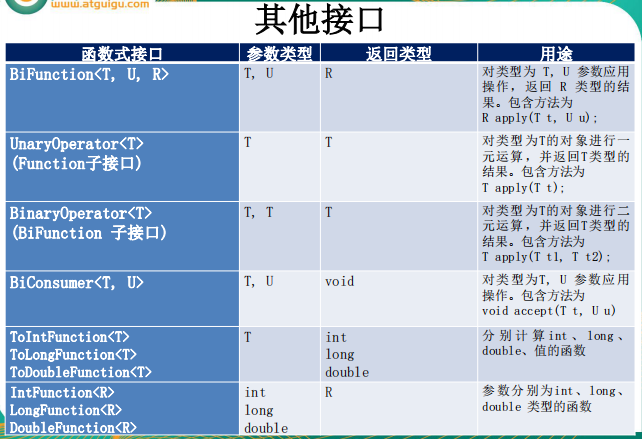 www.atguigu.com
其他接口
函数式接口 参数类型 返回类型 用途
BiFunction<T, U, R> T, U R 对类型为 T, U 参数应用
操作，返回 R 类型的结
果。包含方法为
R apply(T t, U u);
UnaryOperator<T> T T 对类型为T的对象进行一
(Function子接口) 元运算，并返回T类型的
结果。包含方法为
T apply(T t);
BinaryOperator<T> T, T T 对类型为T的对象进行二
(BiFunction 子接口) 元运算，并返回T类型的
结果。包含方法为
T apply(T t1, T t2);
BiConsumer<T, U> T, U void 对类型为T, U 参数应用
操作。包含方法为
void accept(T t, U u)
ToIntFunction<T> T int 分别计算int、long、
ToLongFunction<T> long double、值的函数
ToDoubleFunction<T> double
IntFunction<R> int R 参数分别为int、long、
LongFunction<R> long double 类型的函数
DoubleFunction<R> double